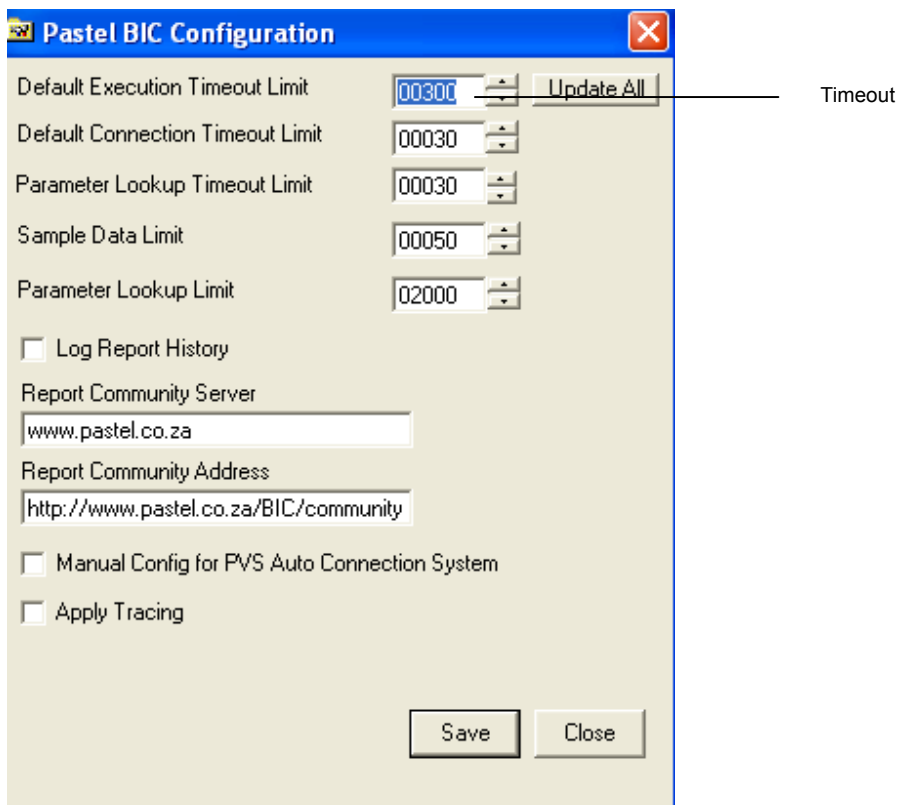 Pastel BIC Configuration
Default Execution Timeout Limit 00300 Update All Timeout
Default Connection Timeout Limit 00030
Parameter Lookup Timeout Limit 00030
Sample Data Limit 00050
Parameter Lookup Limit 02000
Log Report History
Report Community Server
www.pastel.co.za
Report Community Address
http://www.pastel.co.za/BIC/community
Manual Config for PVS Auto Connection System
Apply Tracing
Save Close